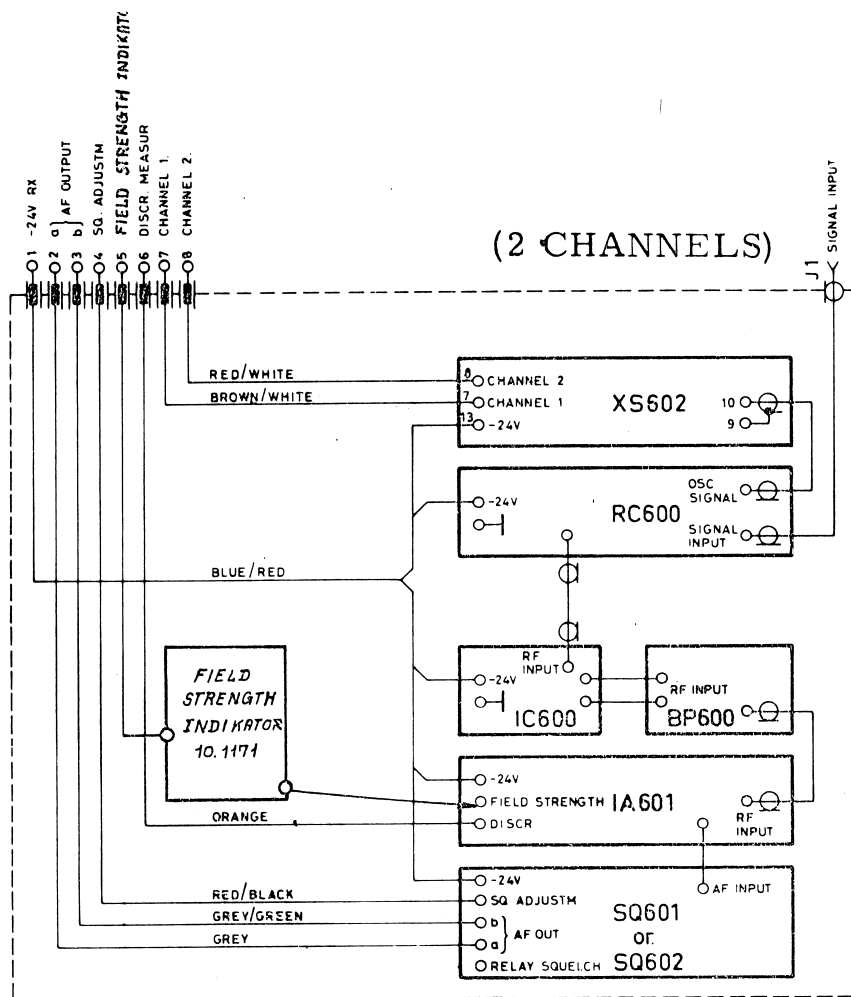 1 -24V RX
2 a } AF OUTPUT
3 b
4 SQ. ADJUSTM
5 FIELD STRENGTH INDIKATO
6 DISCR. MEASUR
7 CHANNEL 1.
8 CHANNEL 2.
(2 CHANNELS)
J1
SIGNAL INPUT
RED/WHITE
BROWN/WHITE
8 CHANNEL 2
7 CHANNEL 1
13 -24V
XS602
10
9
-24V
RC600
OSC
SIGNAL
SIGNAL
INPUT
BLUE/RED
FIELD
STRENGTH
INDIKATOR
10.1171
RF
INPUT
-24V
IC600
RF INPUT
BP600
-24V
FIELD STRENGTH
DISCR
IA601
RF
INPUT
ORANGE
-24V
SQ ADJUSTM
b
a } AF OUT
RELAY SQUELCH
AF INPUT
SQ601
or
SQ602
RED/BLACK
GREY/GREEN
GREY